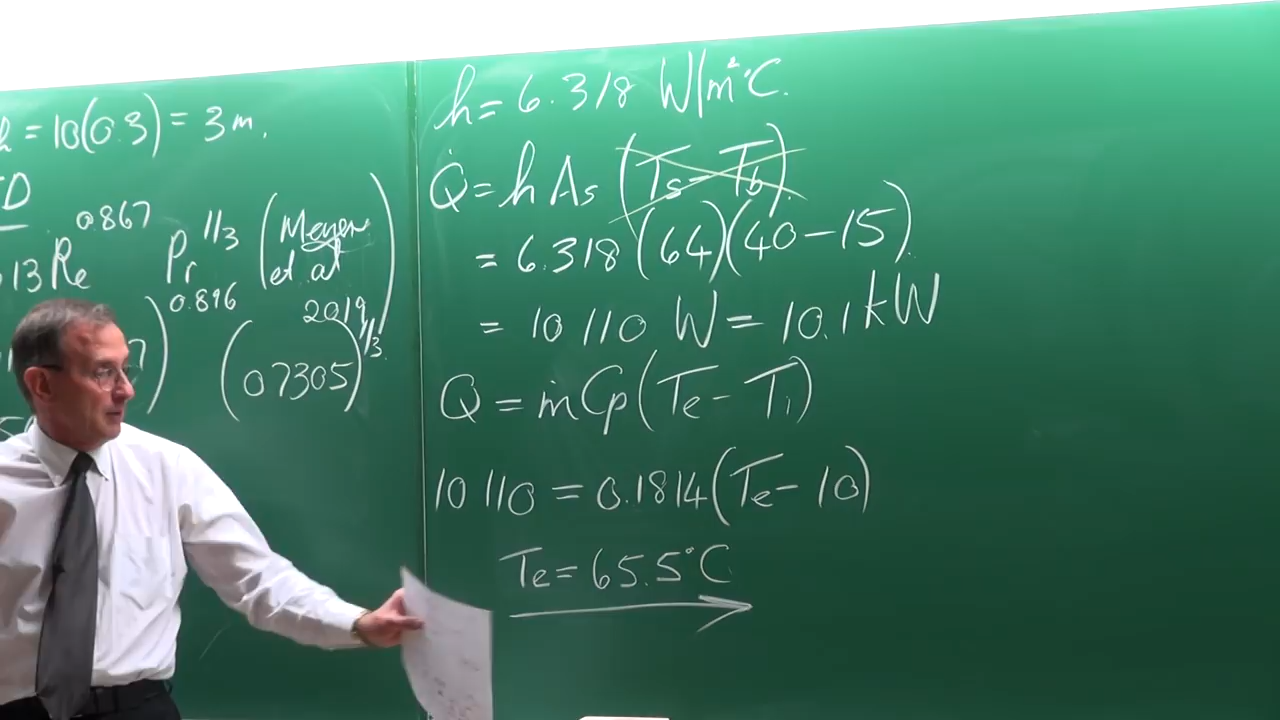 h = 10(0.3) = 3 m.
D
13 Re^0.867 Pr^1/3 (Meyer et al 2019)
)^0.896 (0.7305)^1/3.
h = 6.318 W/m²°C.
Q̇ = h As (Ts - Tb)
= 6.318 (64)(40 - 15).
= 10 110 W = 10.1 kW
Q = ṁCp(Te - Ti)
10 110 = 0.1814(Te - 10)
Te = 65.5°C